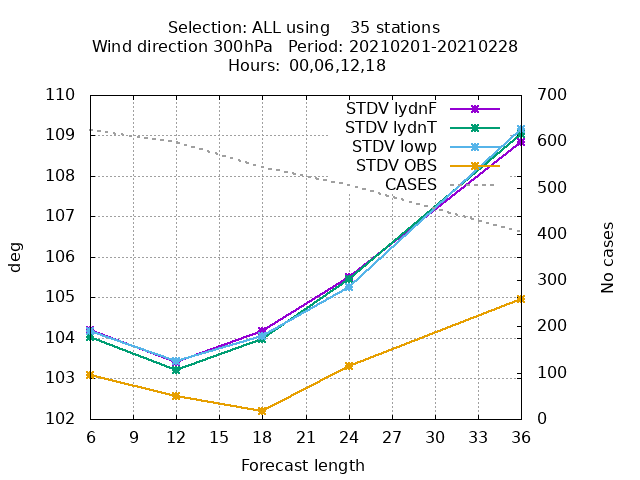 Selection: ALL using 35 stations
Wind direction 300hPa Period: 20210201-20210228
Hours: 00,06,12,18
110
109
108
107
106
105
104
103
102
700
600
500
400
300
200
100
0
deg
No cases
STDV lydnF
STDV lydnT
STDV lowp
STDV OBS
CASES
6 9 12 15 18 21 24 27 30 33 36
Forecast length